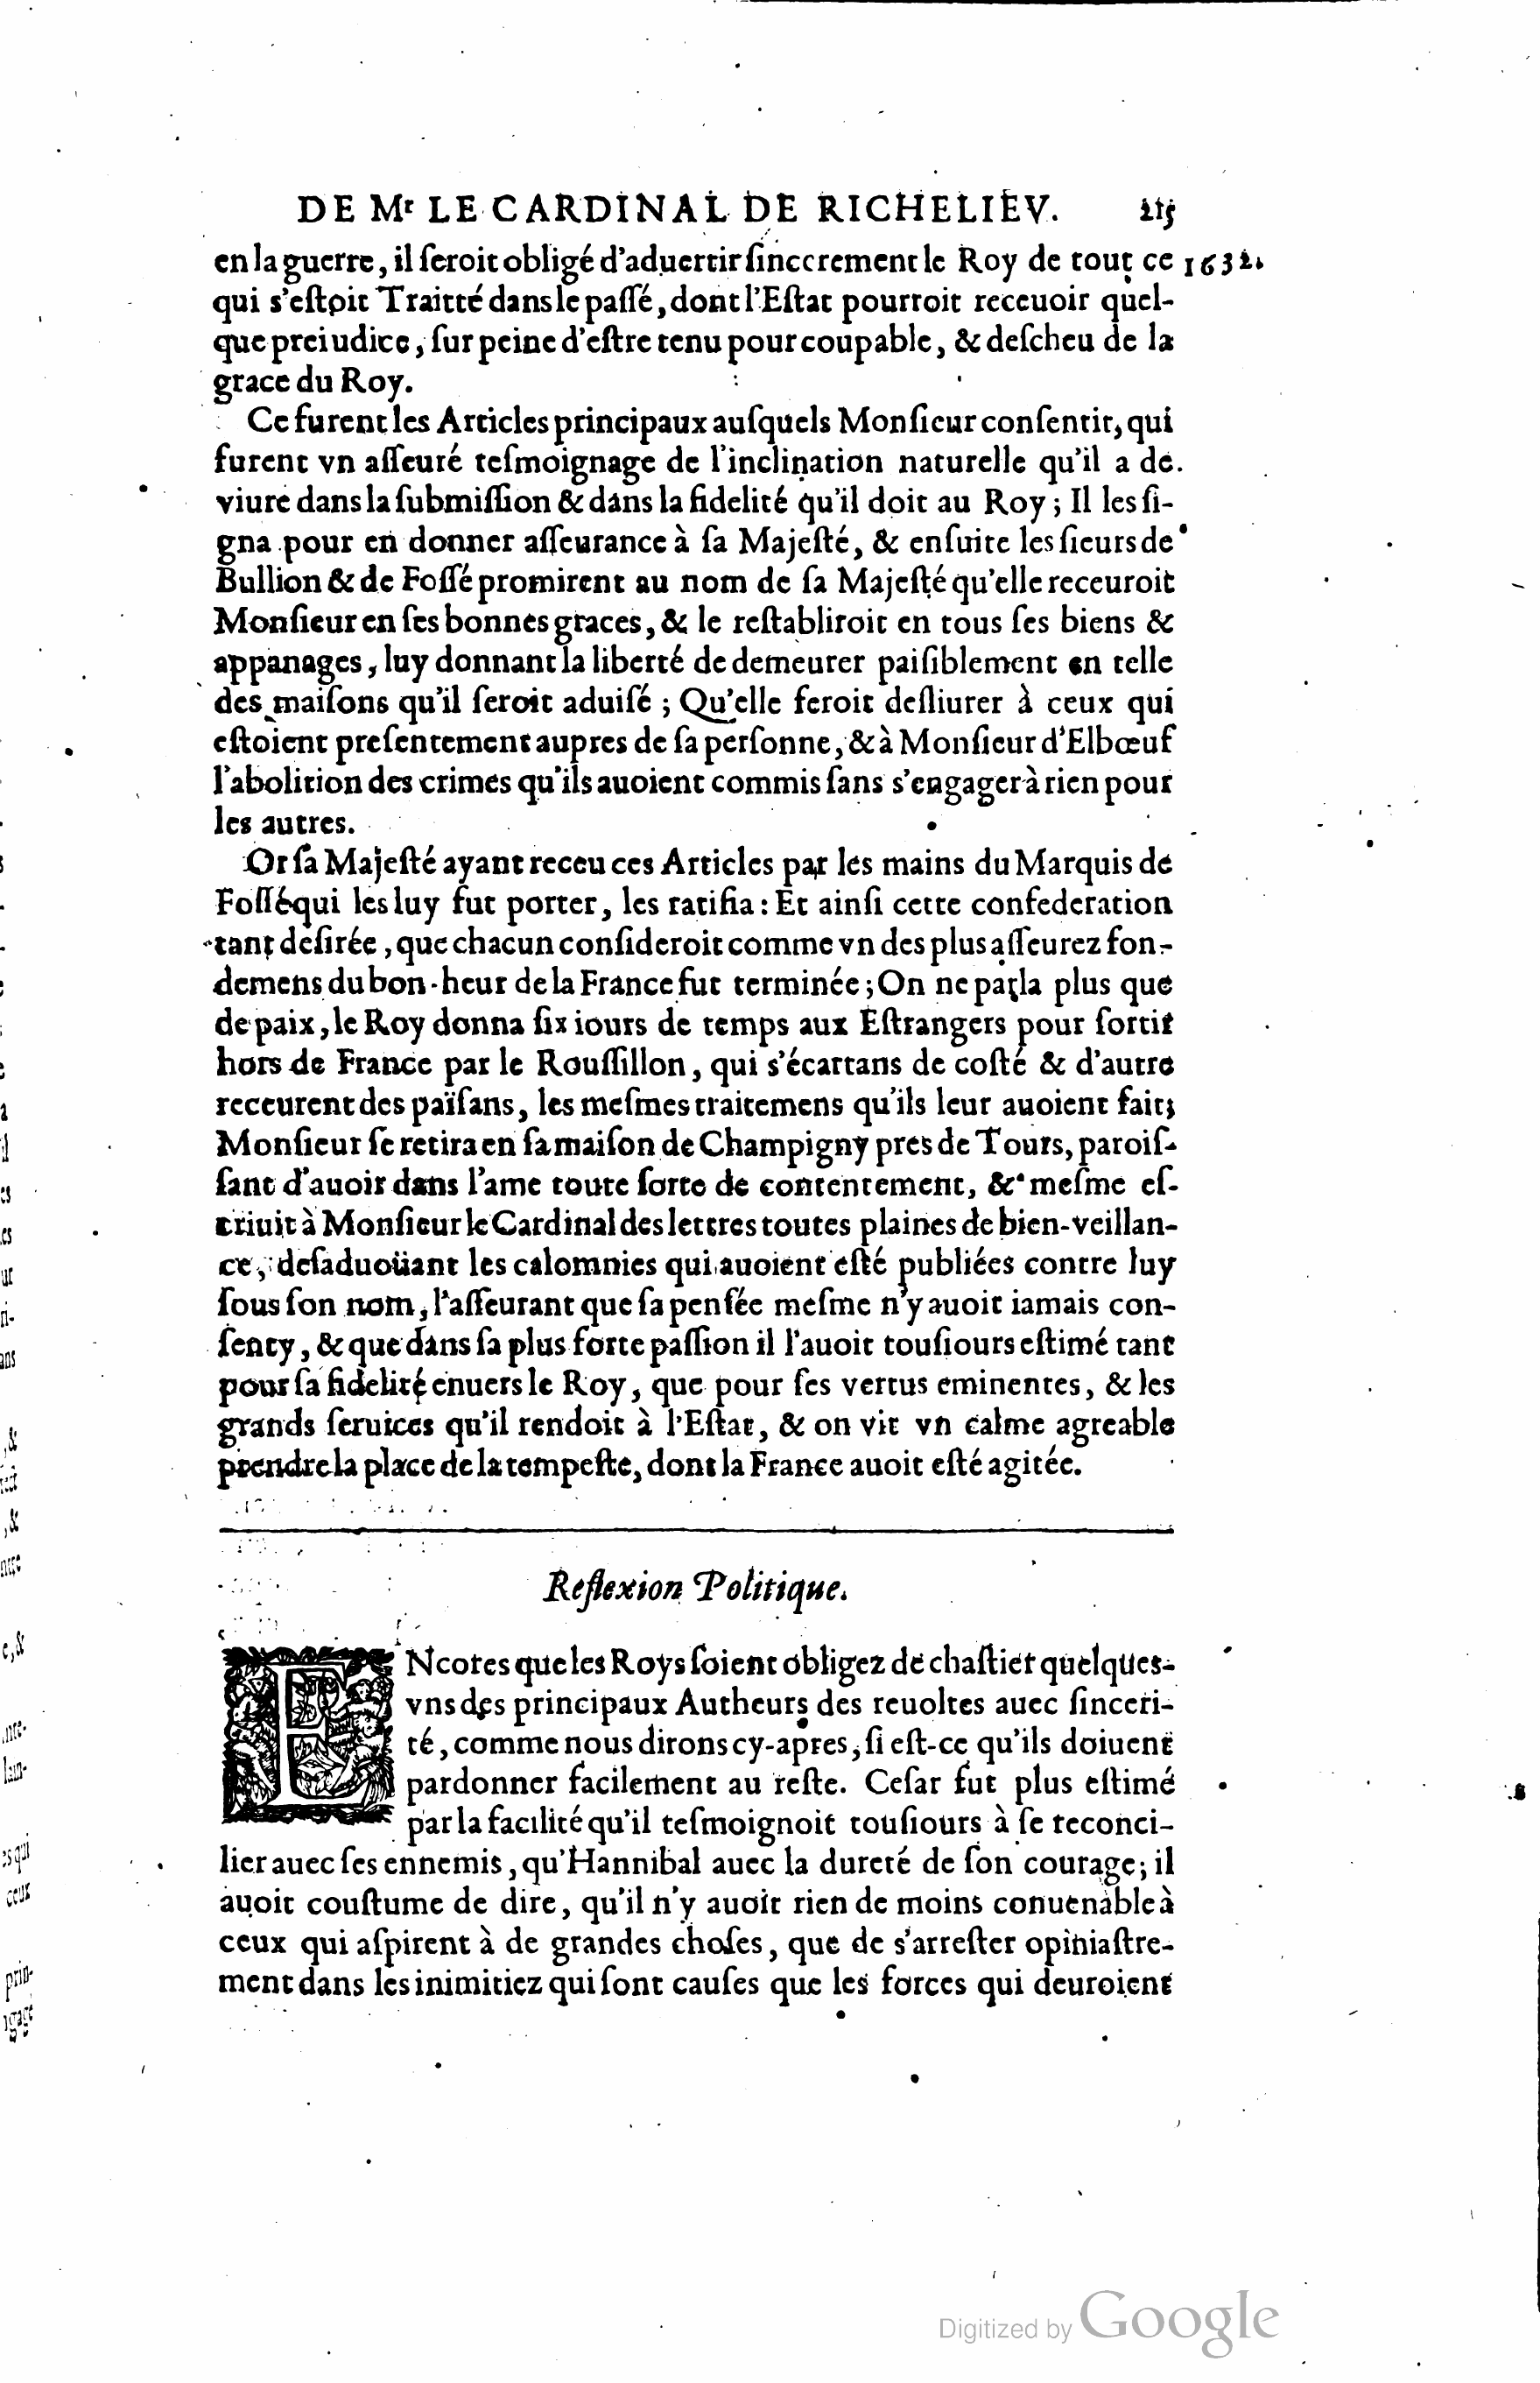 DE Mr LE CARDINAL DE RICHELIEV. 215
en la guerre, il ſeroit obligé d'aduertir ſincerement le Roy de tout ce 1632.
qui s'eſtoit Traitté dans le paſſé, dont l'Eſtat pourroit receuoir quel-
que preiudice, ſur peine d'eſtre tenu pour coupable, & deſcheu de la
grace du Roy.
Ce furent les Articles principaux auſquels Monſieur conſentit, qui
furent vn aſſeuré teſmoignage de l'inclination naturelle qu'il a de
viure dans la ſubmiſſion & dans la fidelité qu'il doit au Roy; Il les ſi-
gna pour en donner aſſeurance à ſa Majeſté, & enſuite les ſieurs de
Bullion & de Foſſé promirent au nom de ſa Majeſté qu'elle receuroit
Monſieur en ſes bonnes graces, & le reſtabliroit en tous ſes biens &
appanages, luy donnant la liberté de demeurer paiſiblement en telle
des maiſons qu'il ſeroit aduiſé; Qu'elle feroit deſliurer à ceux qui
eſtoient preſentement aupres de ſa perſonne, & à Monſieur d'Elbœuf
l'abolition des crimes qu'ils auoient commis ſans s'engager à rien pour
les autres.
Or ſa Majeſté ayant receu ces Articles par les mains du Marquis de
Foſſé qui les luy fut porter, les ratifia: Et ainſi cette confederation
tant deſirée, que chacun conſideroit comme vn des plus aſſeurez fon-
demens du bon-heur de la France fut terminée; On ne parla plus que
de paix, le Roy donna ſix iours de temps aux Eſtrangers pour ſortir
hors de France par le Rouſſillon, qui s'écartans de coſté & d'autre
receurent des païſans, les meſmes traitemens qu'ils leur auoient fait;
Monſieur ſe retira en ſa maiſon de Champigny pres de Tours, paroiſ-
ſant d'auoir dans l'ame toute ſorte de contentement, & meſme eſ-
criuit à Monſieur le Cardinal des lettres toutes plaines de bien-veillan-
ce, deſaduoüant les calomnies qui auoient eſté publiées contre luy
ſous ſon nom, l'aſſeurant que ſa penſée meſme n'y auoit iamais con-
ſenty, & que dans ſa plus forte paſſion il l'auoit touſiours eſtimé tant
pour ſa fidelité enuers le Roy, que pour ſes vertus eminentes, & les
grands ſeruices qu'il rendoit à l'Eſtat, & on vit vn calme agreable
prendre la place de la tempeſte, dont la France auoit eſté agitée.
Reflexion Politique.
ENcores que les Roys ſoient obligez de chaſtier quelques-
vns des principaux Autheurs des reuoltes auec ſinceri-
té, comme nous dirons cy-apres, ſi eſt-ce qu'ils doiuent
pardonner facilement au reſte. Ceſar fut plus eſtimé
par la facilité qu'il teſmoignoit touſiours à ſe reconci-
lier auec ſes ennemis, qu'Hannibal auec la dureté de ſon courage; il
auoit couſtume de dire, qu'il n'y auoit rien de moins conuenable à
ceux qui aſpirent à de grandes choſes, que de s'arreſter opiniaſtre-
ment dans les inimitiez qui ſont cauſes que les forces qui deuroient
Digitized by Google